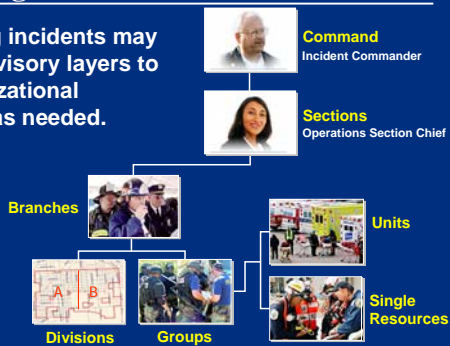 g incidents may
visory layers to
zational
as needed.
Command
Incident Commander
Sections
Operations Section Chief
Branches
Units
A B
Single
Resources
Divisions
Groups